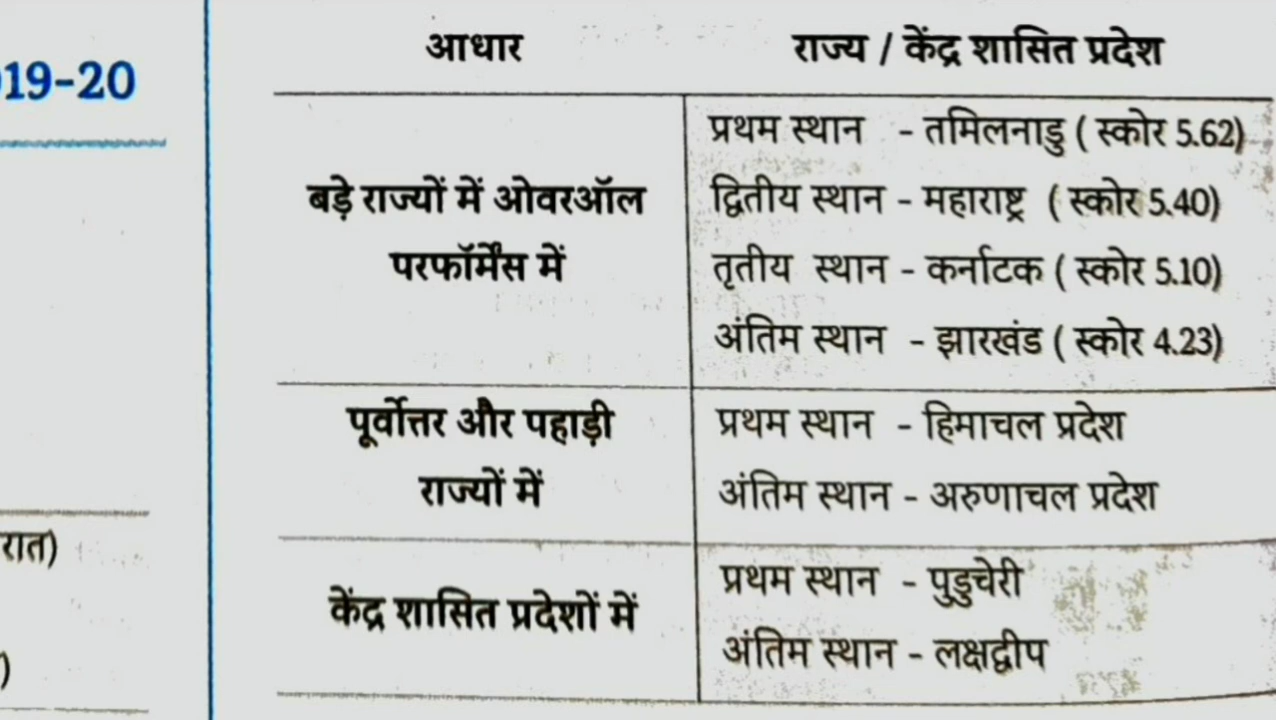 19-20
रात)
)
आधार राज्य / केंद्र शासित प्रदेश
बड़े राज्यों में ओवरऑल
परफॉर्मेंस में
प्रथम स्थान - तमिलनाडु ( स्कोर 5.62)
द्वितीय स्थान - महाराष्ट्र ( स्कोर 5.40)
तृतीय स्थान - कर्नाटक ( स्कोर 5.10)
अंतिम स्थान - झारखंड ( स्कोर 4.23)
पूर्वोत्तर और पहाड़ी
राज्यों में
प्रथम स्थान - हिमाचल प्रदेश
अंतिम स्थान - अरुणाचल प्रदेश
केंद्र शासित प्रदेशों में
प्रथम स्थान - पुडुचेरी
अंतिम स्थान - लक्षद्वीप